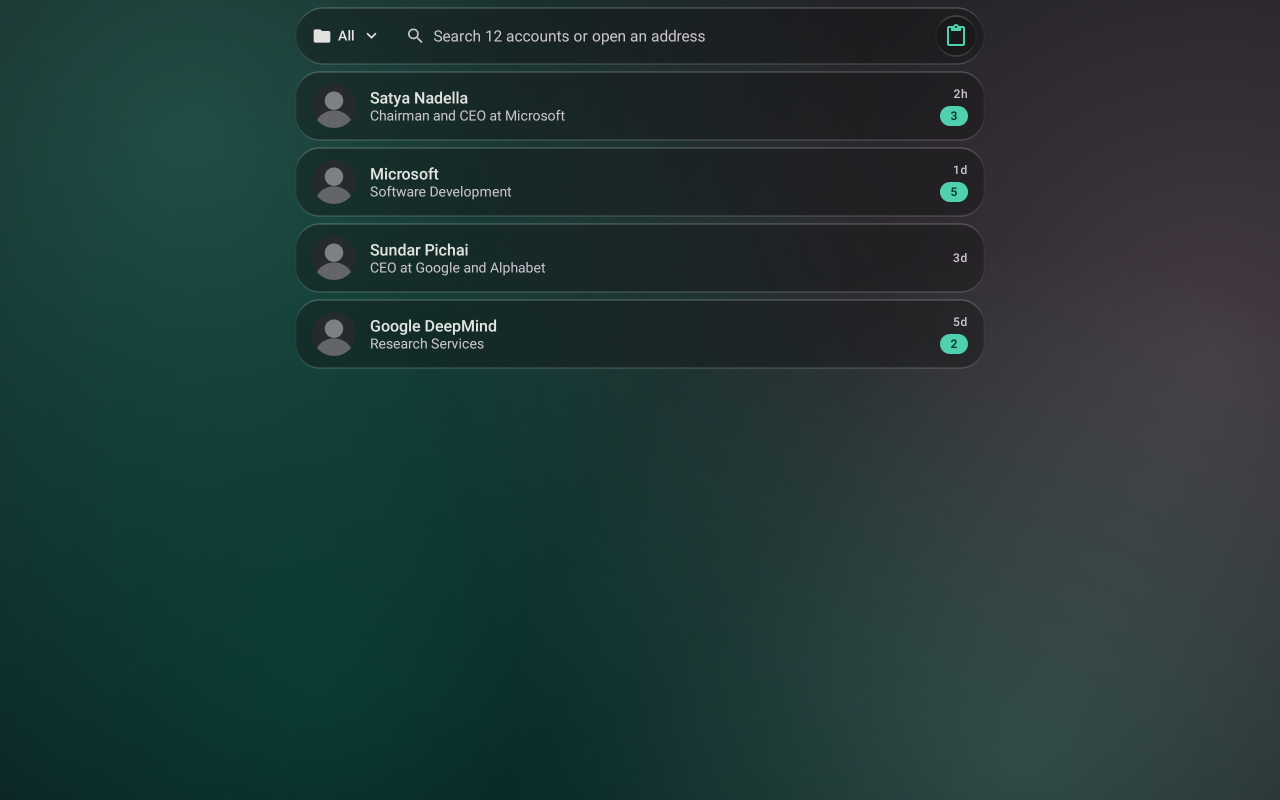 All
Search 12 accounts or open an address
Satya Nadella
2h
Chairman and CEO at Microsoft
3
Microsoft
1d
Software Development
5
Sundar Pichai
3d
CEO at Google and Alphabet
Google DeepMind
5d
Research Services
2